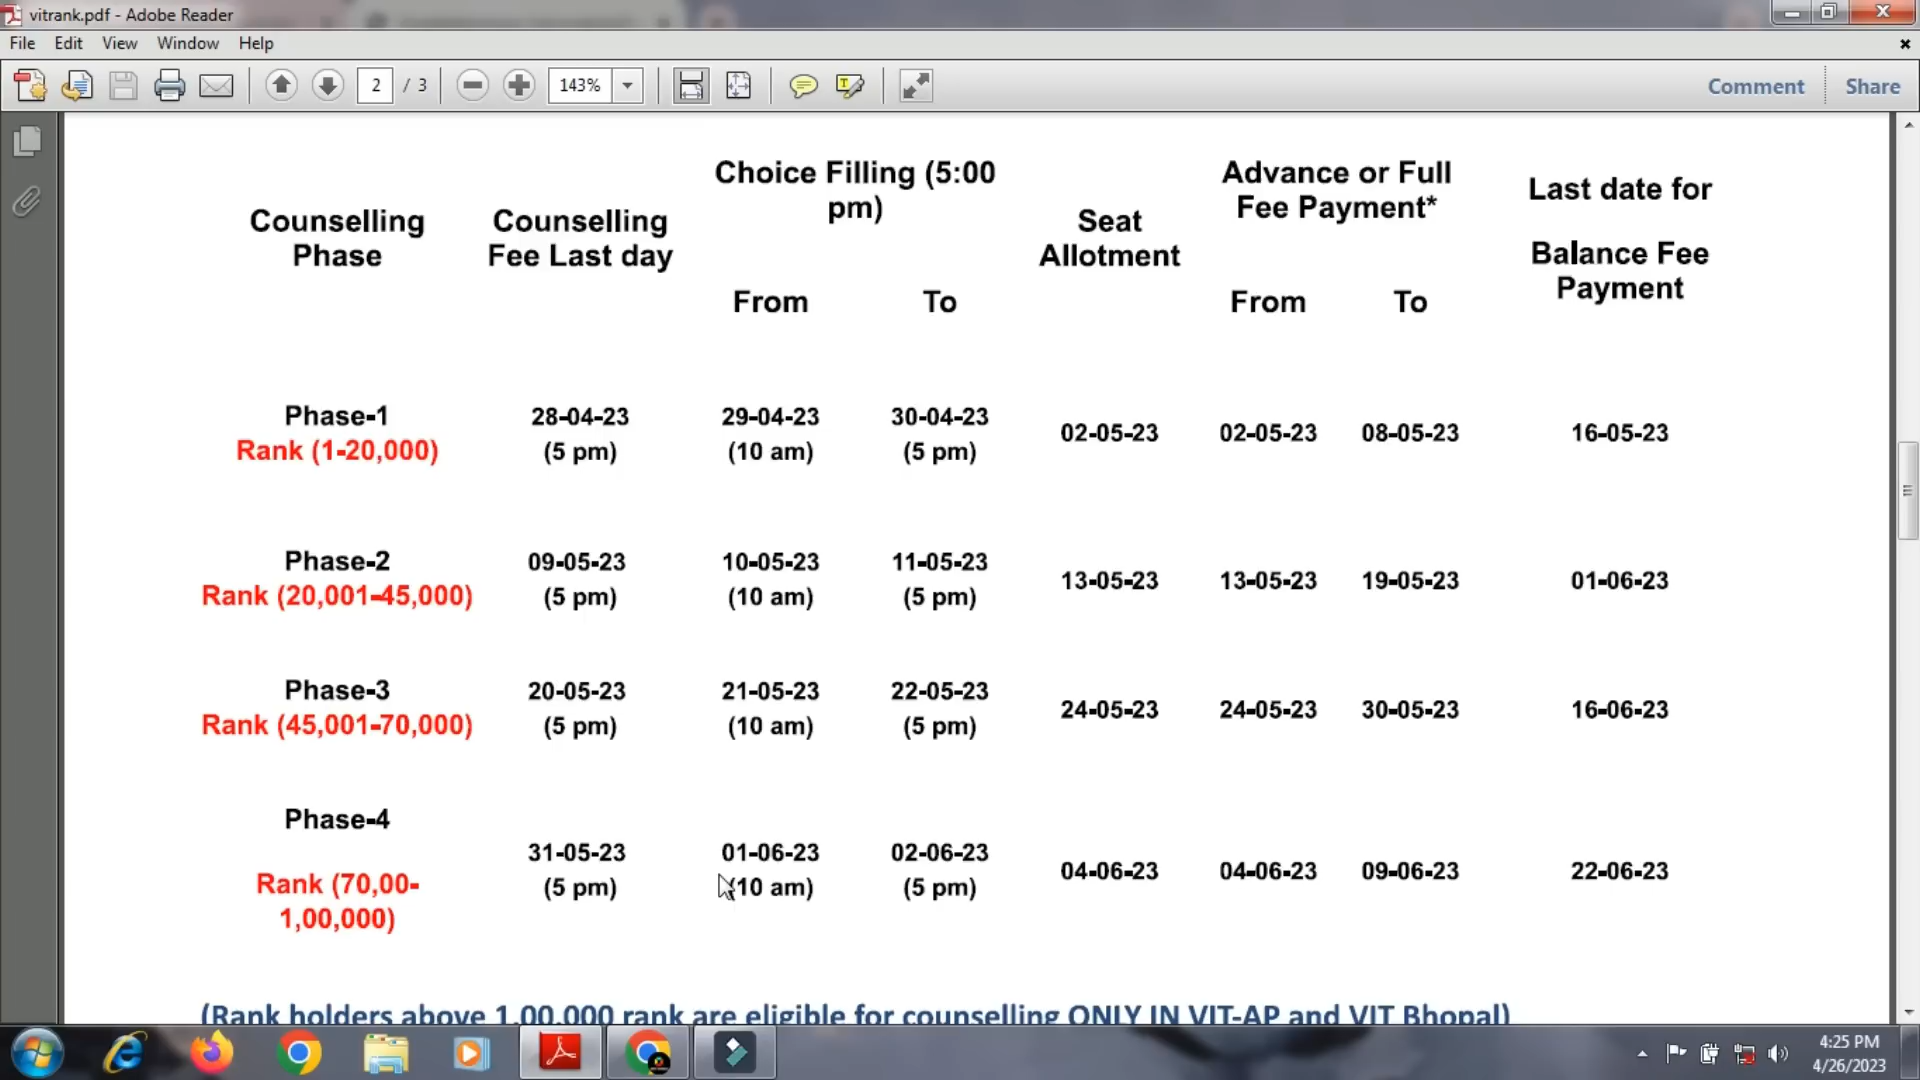 vitrank.pdf - Adobe Reader
File Edit View Window Help
2 / 3 143% Comment Share
Choice Filling (5:00
pm)
Advance or Full
Fee Payment*
Last date for
Balance Fee
Payment
Counselling
Phase
Counselling
Fee Last day
Seat
Allotment
From To From To
Phase-1
Rank (1-20,000)
28-04-23
(5 pm)
29-04-23
(10 am)
30-04-23
(5 pm)
02-05-23 02-05-23 08-05-23 16-05-23
Phase-2
Rank (20,001-45,000)
09-05-23
(5 pm)
10-05-23
(10 am)
11-05-23
(5 pm)
13-05-23 13-05-23 19-05-23 01-06-23
Phase-3
Rank (45,001-70,000)
20-05-23
(5 pm)
21-05-23
(10 am)
22-05-23
(5 pm)
24-05-23 24-05-23 30-05-23 16-06-23
Phase-4
Rank (70,00-
1,00,000)
31-05-23
(5 pm)
01-06-23
(10 am)
02-06-23
(5 pm)
04-06-23 04-06-23 09-06-23 22-06-23
(Rank holders above 1,00,000 rank are eligible for counselling ONLY IN VIT-AP and VIT Bhopal)
4:25 PM
4/26/2023